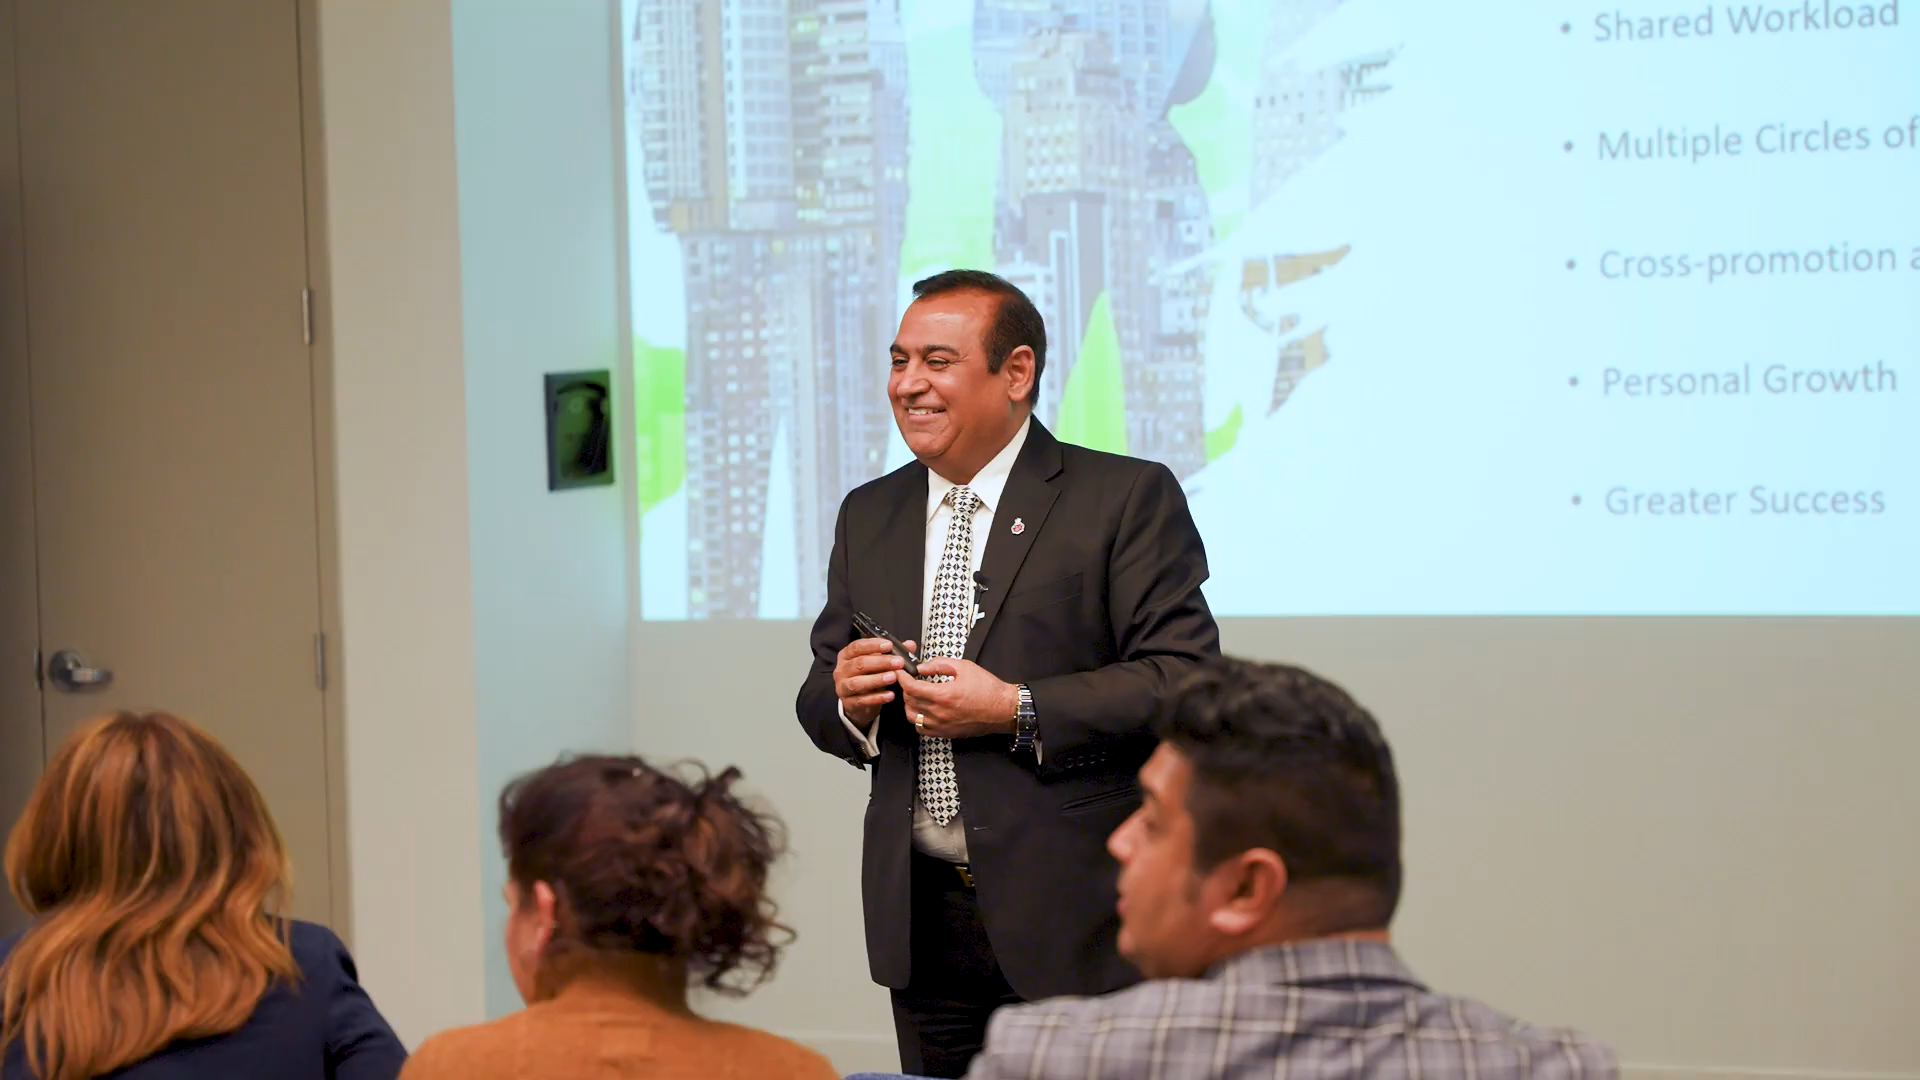 Shared Workload
Multiple Circles of
Cross-promotion a
Personal Growth
Greater Success